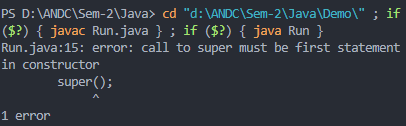 PS D:\ANDC\Sem-2\Java> cd "d:\ANDC\Sem-2\Java\Demo\" ; if
($?) { javac Run.java } ; if ($?) { java Run }
Run.java:15: error: call to super must be first statement
in constructor
        super();
             ^
1 error